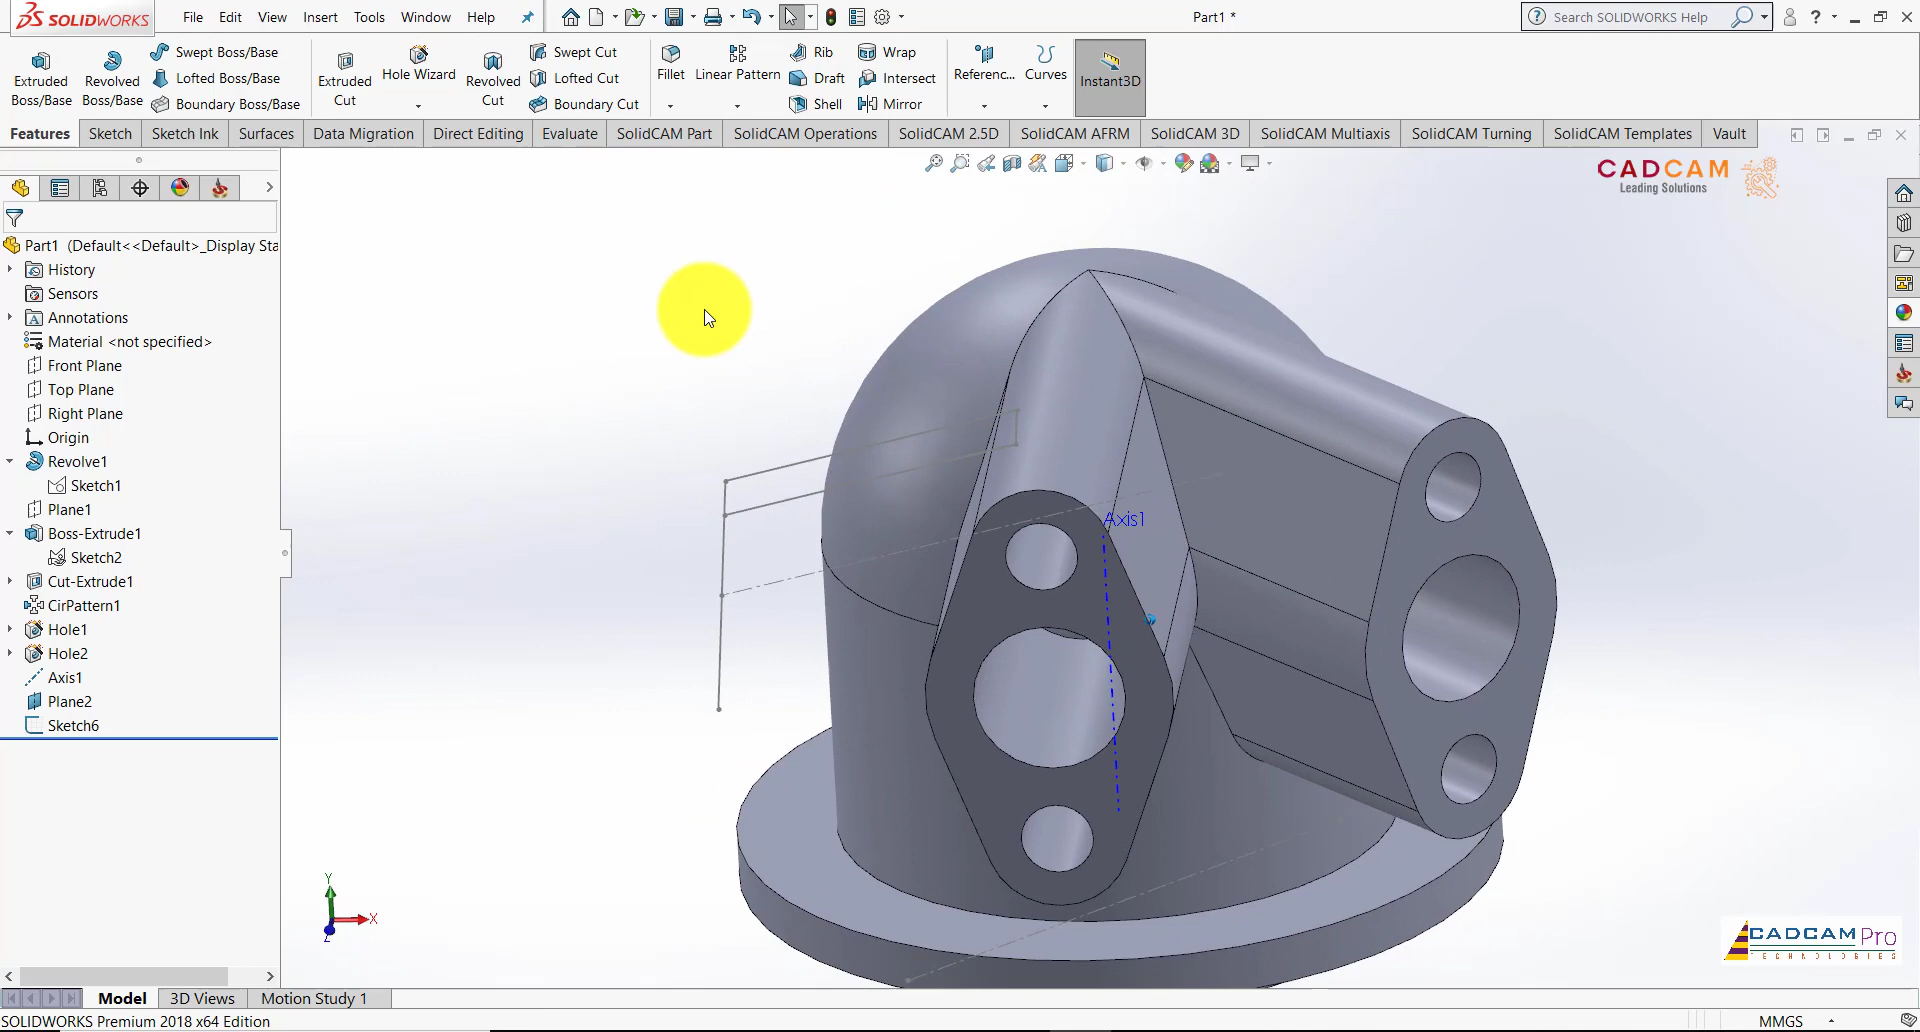 SOLIDWORKS File Edit View Insert Tools Window Help Part1 * Search SOLIDWORKS Help ?
Extruded Boss/Base
Revolved Boss/Base
Swept Boss/Base
Lofted Boss/Base
Boundary Boss/Base
Extruded Cut
Hole Wizard
Revolved Cut
Swept Cut
Lofted Cut
Boundary Cut
Fillet
Linear Pattern
Rib
Draft
Shell
Wrap
Intersect
Mirror
Referenc...
Curves
Instant3D
Features Sketch Sketch Ink Surfaces Data Migration Direct Editing Evaluate SolidCAM Part SolidCAM Operations SolidCAM 2.5D SolidCAM AFRM SolidCAM 3D SolidCAM Multiaxis SolidCAM Turning SolidCAM Templates Vault
CADCAM
Leading Solutions
Part1 (Default<<Default>_Display Sta
History
Sensors
Annotations
Material <not specified>
Front Plane
Top Plane
Right Plane
Origin
Revolve1
Sketch1
Plane1
Boss-Extrude1
Sketch2
Cut-Extrude1
CirPattern1
Hole1
Hole2
Axis1
Plane2
Sketch6
Axis1
Y
X
Z
CADCAM Pro
TECHNOLOGIES
Model 3D Views Motion Study 1
SOLIDWORKS Premium 2018 x64 Edition MMGS